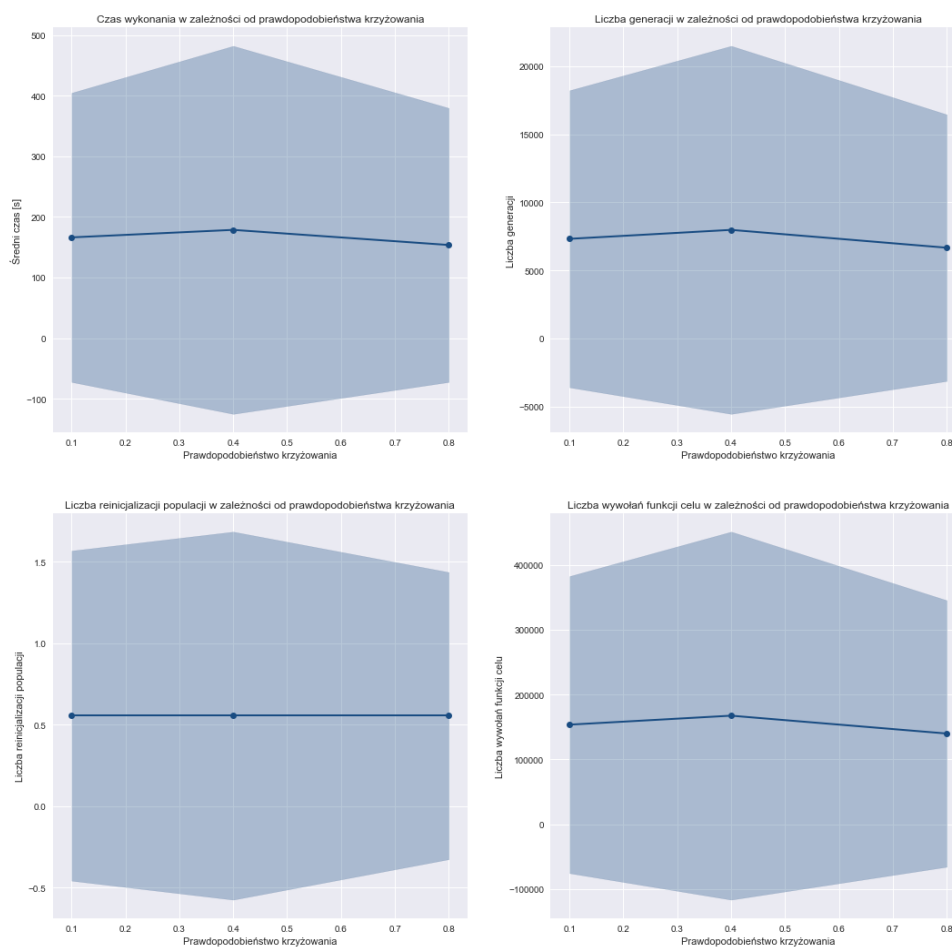 Czas wykonania w zależności od prawdopodobieństwa krzyżowania
500
400
300
200
100
0
−100
Średni czas [s]
0.1 0.2 0.3 0.4 0.5 0.6 0.7 0.8
Prawdopodobieństwo krzyżowania
Liczba generacji w zależności od prawdopopodobieństwa krzyżowania
20000
15000
10000
5000
0
−5000
Liczba generacji
0.1 0.2 0.3 0.4 0.5 0.6 0.7 0.8
Prawdopodobieństwo krzyżowania
Liczba reinicjalizacji populacji w zależności od prawdopodobieństwa krzyżowania
1.5
1.0
0.5
0.0
−0.5
Liczba reinicjalizacji populacji
0.1 0.2 0.3 0.4 0.5 0.6 0.7 0.8
Prawdopodobieństwo krzyżowania
Liczba wywołań funkcji celu w zależności od prawdopodobieństwa krzyżowania
400000
300000
200000
100000
0
−100000
Liczba wywołań funkcji celu
0.1 0.2 0.3 0.4 0.5 0.6 0.7 0.8
Prawdopodobieństwo krzyżowania